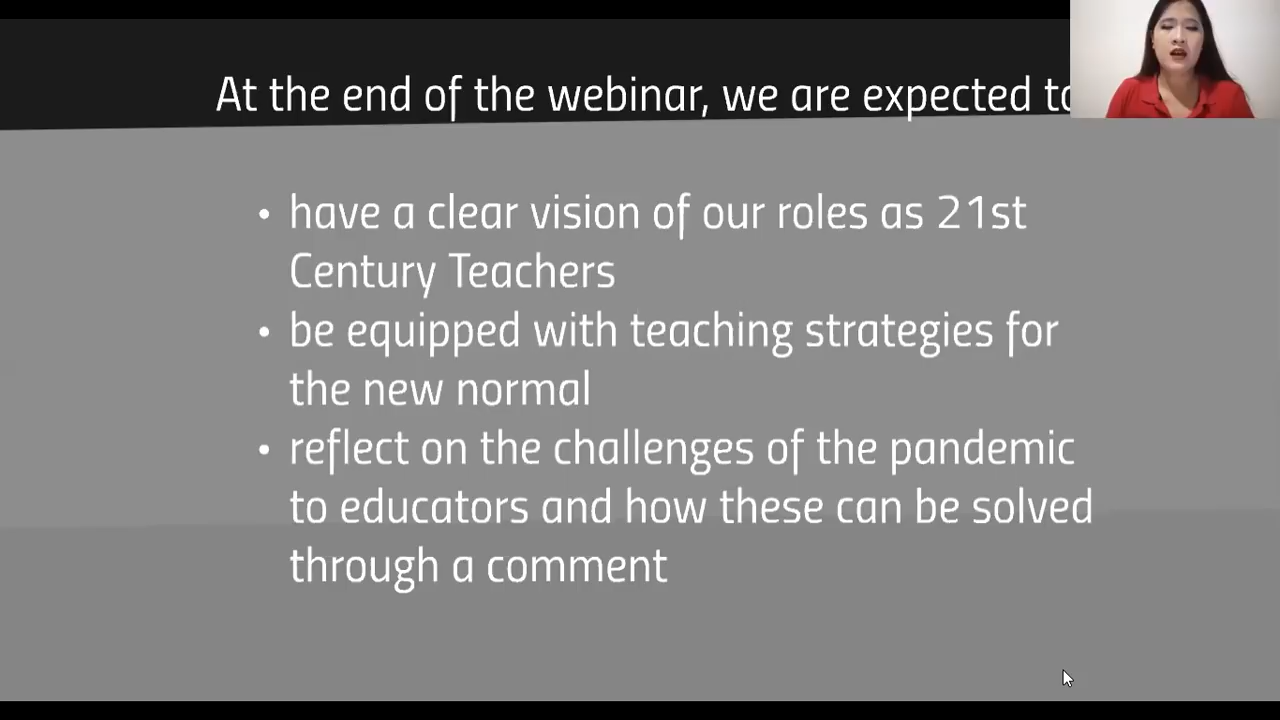 At the end of the webinar, we are expected to
• have a clear vision of our roles as 21st
Century Teachers
• be equipped with teaching strategies for
the new normal
• reflect on the challenges of the pandemic
to educators and how these can be solved
through a comment